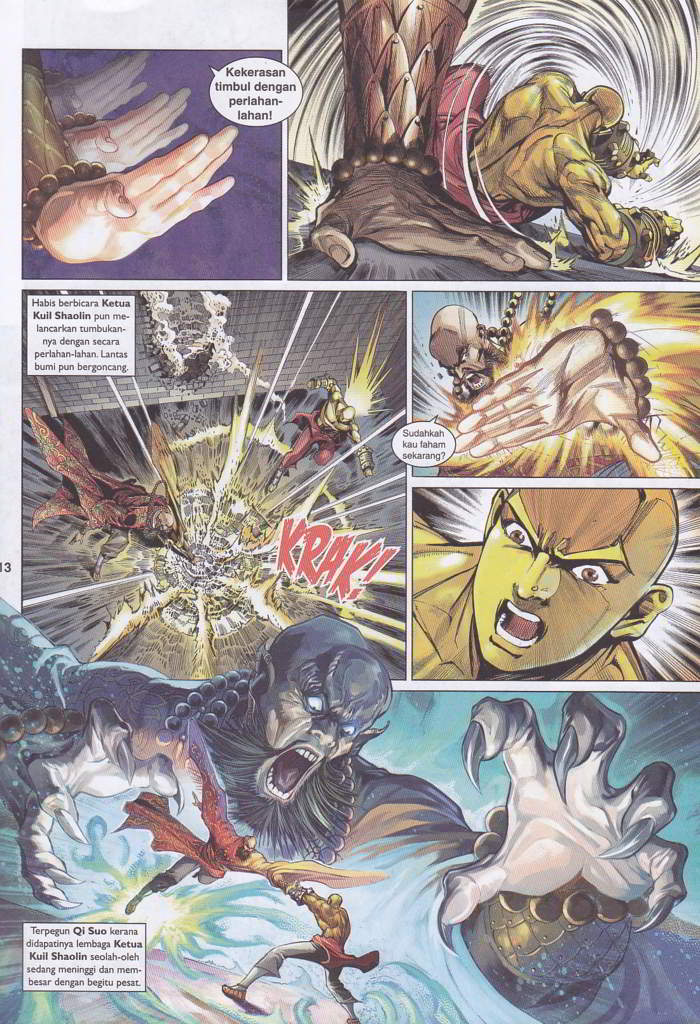 Kekerasan
timbul dengan
perlahan-
lahan!
Habis berbicara Ketua
Kuil Shaolin pun me-
lancarkan tumbukan-
nya dengan secara
perlahan-lahan. Lantas
bumi pun bergoncang.
Sudahkah
kau faham
sekarang?
KRAK!
13
Terpegun Qi Suo kerana
didapatinya lembaga Ketua
Kuil Shaolin seolah-oleh
sedang meninggi dan mem-
besar dengan begitu pesat.